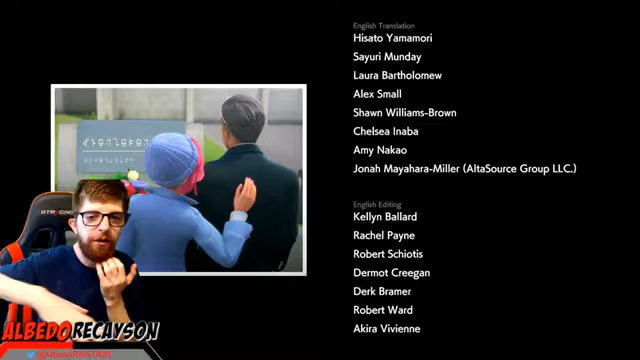 English Translation
Hisato Yamamori
Sayuri Munday
Laura Bartholomew
Alex Small
Shawn Williams-Brown
Chelsea Inaba
Amy Nakao
Jonah Mayahara-Miller (AltaSource Group LLC.)
English Editing
Kellyn Ballard
Rachel Payne
Robert Schiotis
Dermot Creegan
Derk Bramer
Robert Ward
Akira Vivienne
GTRACING
ALBEDORECAYSON